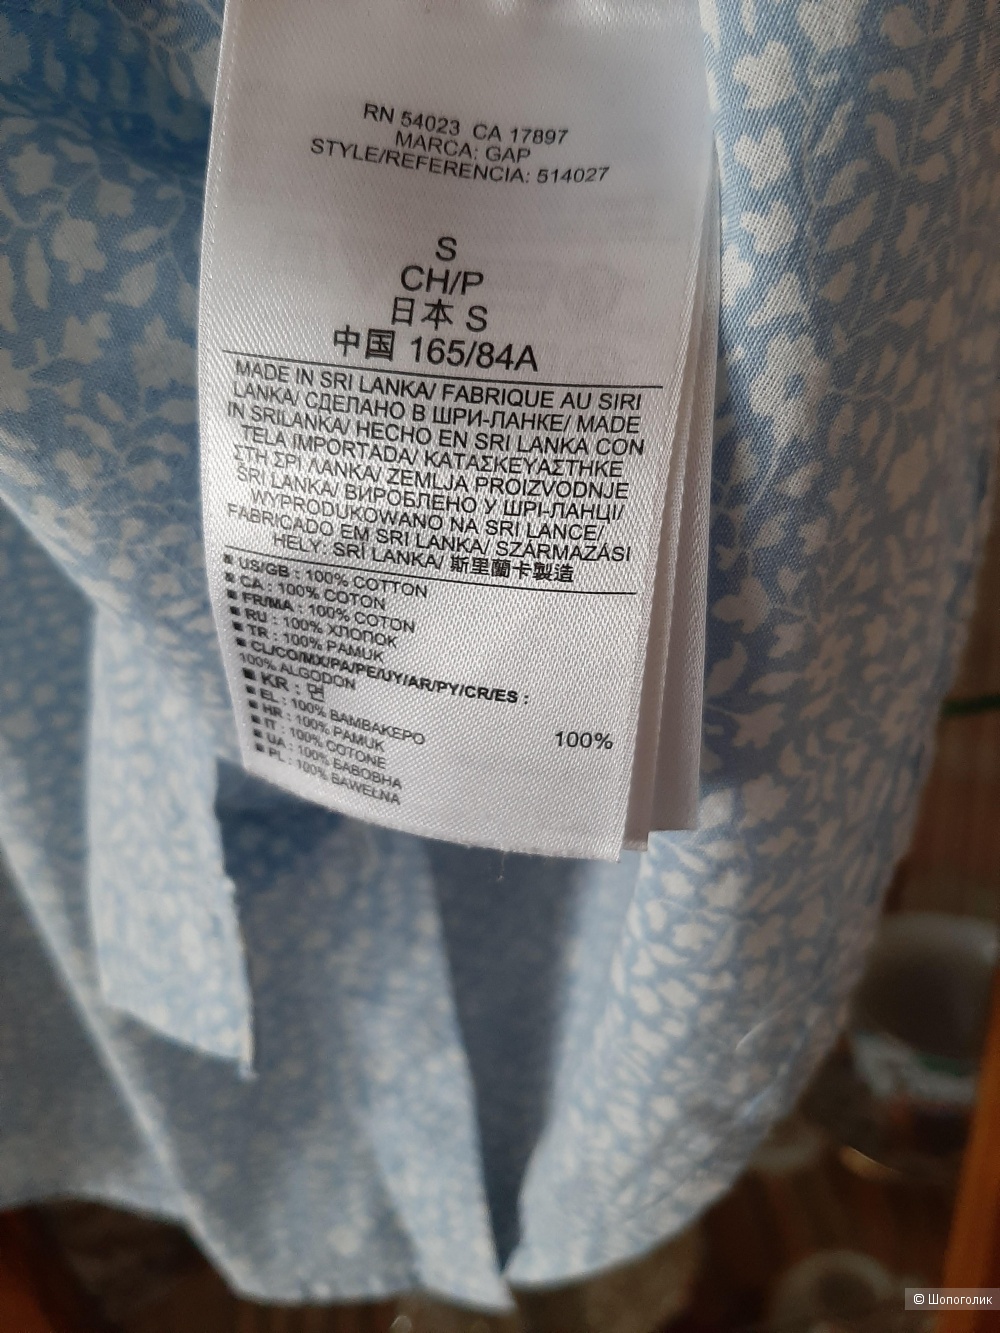 RN 54023 CA 17897
MARCA: GAP
STYLE/REFERENCIA: 514027
S
CH/P
日本 S
中国 165/84A
MADE IN SRI LANKA/ FABRIQUE AU SIRI
LANKA/ СДЕЛАНО В ШРИ-ЛАНКЕ/ MADE
IN SRILANKA/ HECHO EN SRI LANKA CON
TELA IMPORTADA/ ΚΑΤΑΣΚΕΥΑΣΤΗΚΕ
ΣΤΗ ΣΡΙ ΛΑΝΚΑ/ ZEMLJA PROIZVODNJE
ŠRI LANKA/ ВИРОБЛЕНО У ШРІ-ЛАНЦІ/
WYPRODUKOWANO NA SRI LANCE/
FABRICADO EM SRI LANKA/ SZÁRMAZÁSI
HELY: SRÍ LANKA/ 斯里蘭卡製造
■ US/GB : 100% COTTON
■ CA : 100% COTON
■ FR/MA : 100% COTON
■ RU : 100% ХЛОПОК
■ TR : 100% PAMUK
■ CL/CO/MX/PA/PE/UY/AR/PY/CR/ES :
100% ALGODON
■ KR : 면 100%
■ EL : 100% ΒΑΜΒΑΚΕΡΟ
■ HR : 100% PAMUK
■ IT : 100% COTONE
■ UA : 100% БАВОВНА
■ PL : 100% BAWEŁNA
© Шопоголик